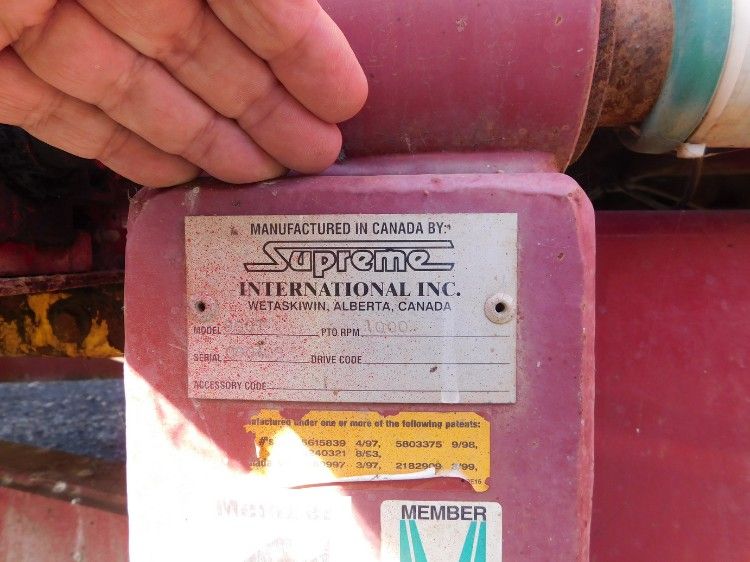 MANUFACTURED IN CANADA BY:
Supreme
INTERNATIONAL INC.
WETASKIWIN, ALBERTA, CANADA
MODEL PTO RPM 1000
SERIAL DRIVE CODE
ACCESSORY CODE
under one or more of the following patents:
5615839 4/97, 5803375 9/98,
8/53,
3/97, 2182909
MEMBER